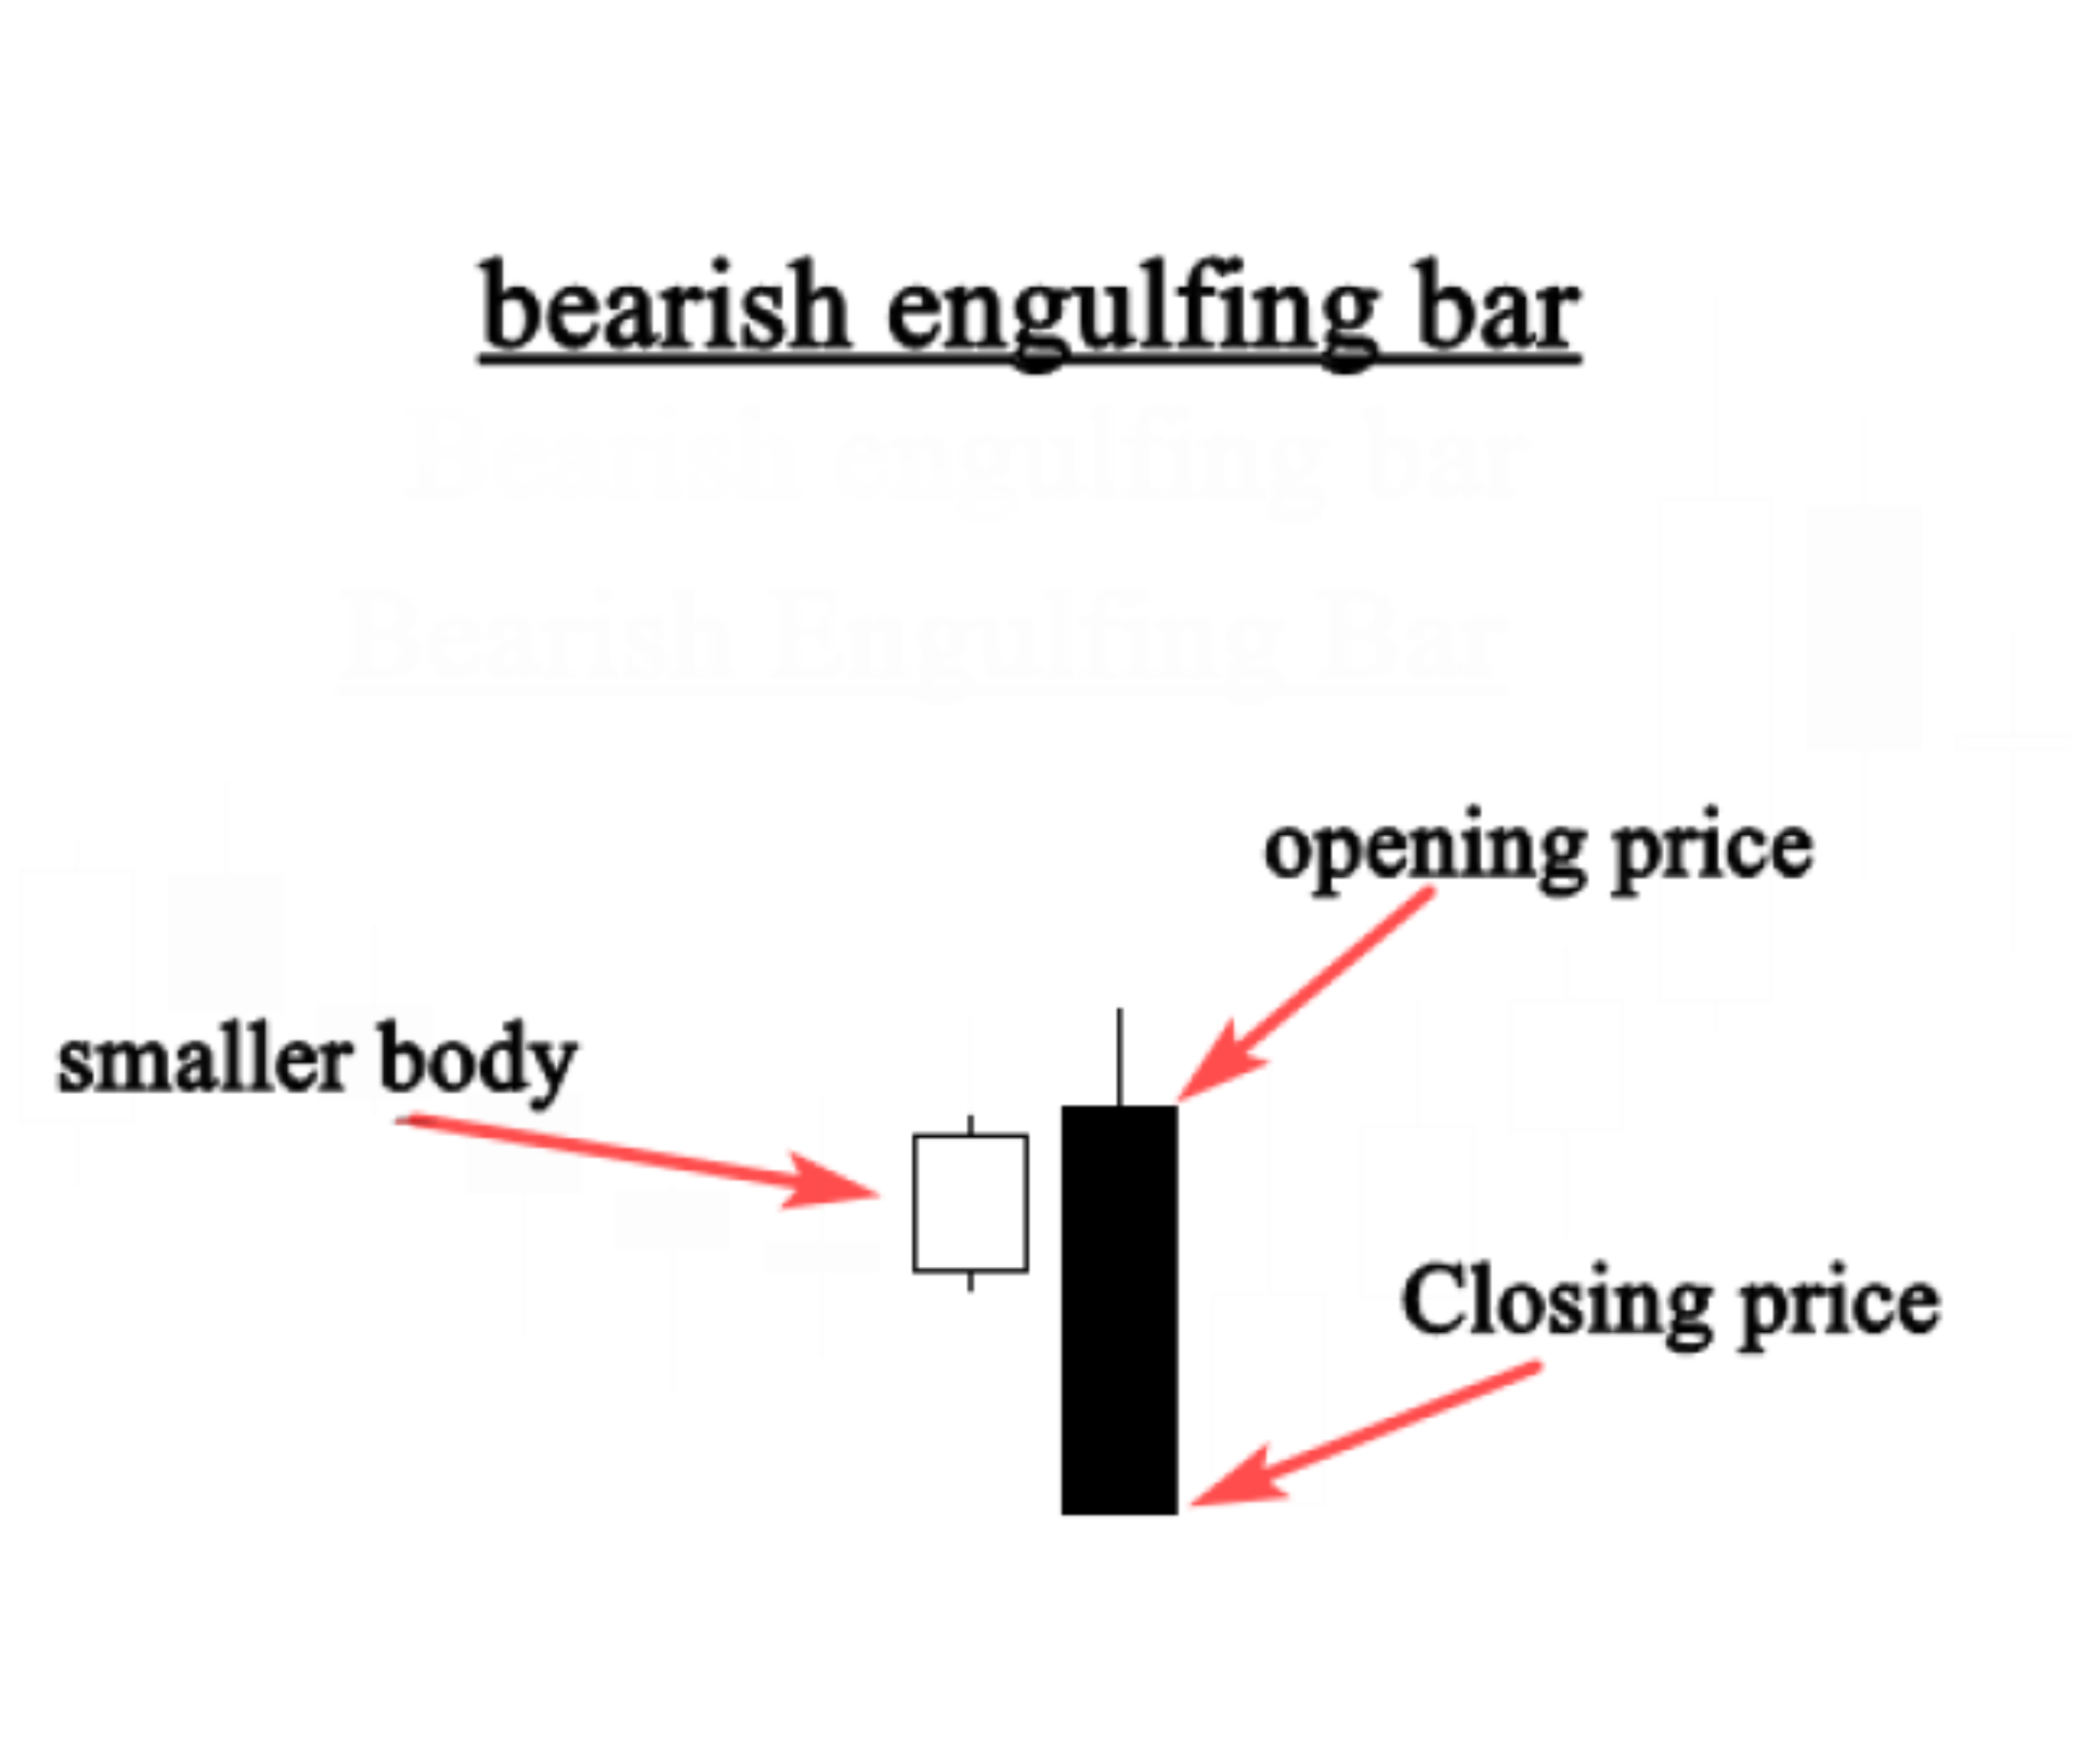 bearish engulfing bar
Bearish engulfing bar
Bearish Engulfing Bar
opening price
smaller body
Closing price